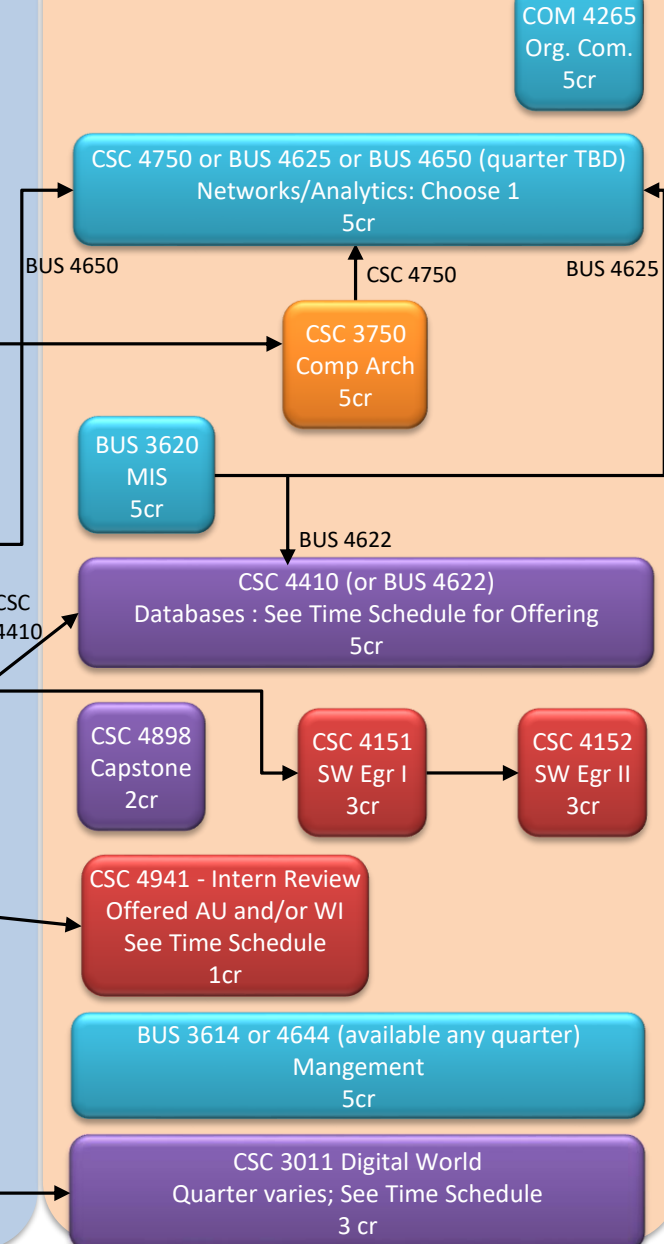 COM 4265
Org. Com.
5cr
CSC 4750 or BUS 4625 or BUS 4650 (quarter TBD)
Networks/Analytics: Choose 1
5cr
BUS 4650
CSC 4750
BUS 4625
CSC 3750
Comp Arch
5cr
BUS 3620
MIS
5cr
BUS 4622
CSC
4410
CSC 4410 (or BUS 4622)
Databases : See Time Schedule for Offering
5cr
CSC 4898
Capstone
2cr
CSC 4151
SW Egr I
3cr
CSC 4152
SW Egr II
3cr
CSC 4941 - Intern Review
Offered AU and/or WI
See Time Schedule
1cr
BUS 3614 or 4644 (available any quarter)
Mangement
5cr
CSC 3011 Digital World
Quarter varies; See Time Schedule
3 cr